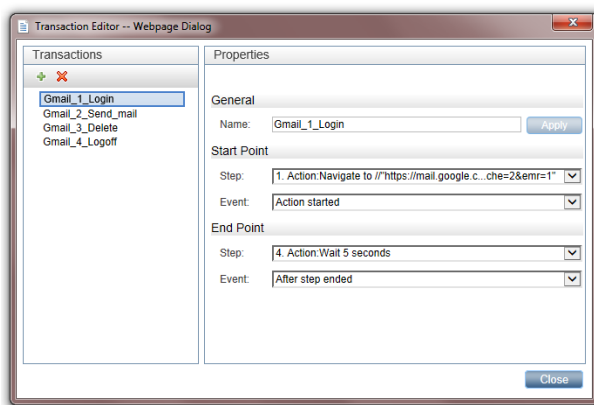 Transaction Editor -- Webpage Dialog
Transactions
Gmail_1_Login
Gmail_2_Send_mail
Gmail_3_Delete
Gmail_4_Logoff
Properties
General
Name: Gmail_1_Login Apply
Start Point
Step: 1. Action:Navigate to //"https://mail.google.c...che=2&emr=1"
Event: Action started
End Point
Step: 4. Action:Wait 5 seconds
Event: After step ended
Close